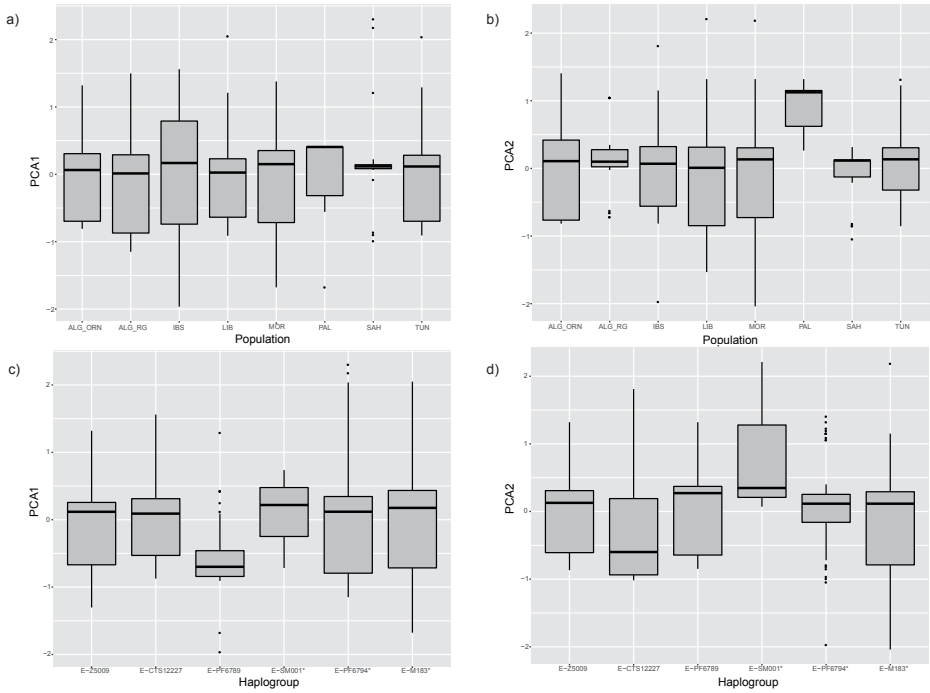 a)
2
1
0
−1
−2
PCA1
ALG_ORN ALG_RG IBS LIB MOR PAL SAH TUN
Population
b)
2
1
0
−1
−2
PCA2
ALG_ORN ALG_RG IBS LIB MOR PAL SAH TUN
Population
c)
2
1
0
−1
−2
PCA1
E−Z5009 E−CTS12227 E−PF6789 E−SM001* E−PF6794* E−M183*
Haplogroup
d)
2
1
0
−1
−2
PCA2
E−Z5009 E−CTS12227 E−PF6789 E−SM001* E−PF6794* E−M183*
Haplogroup